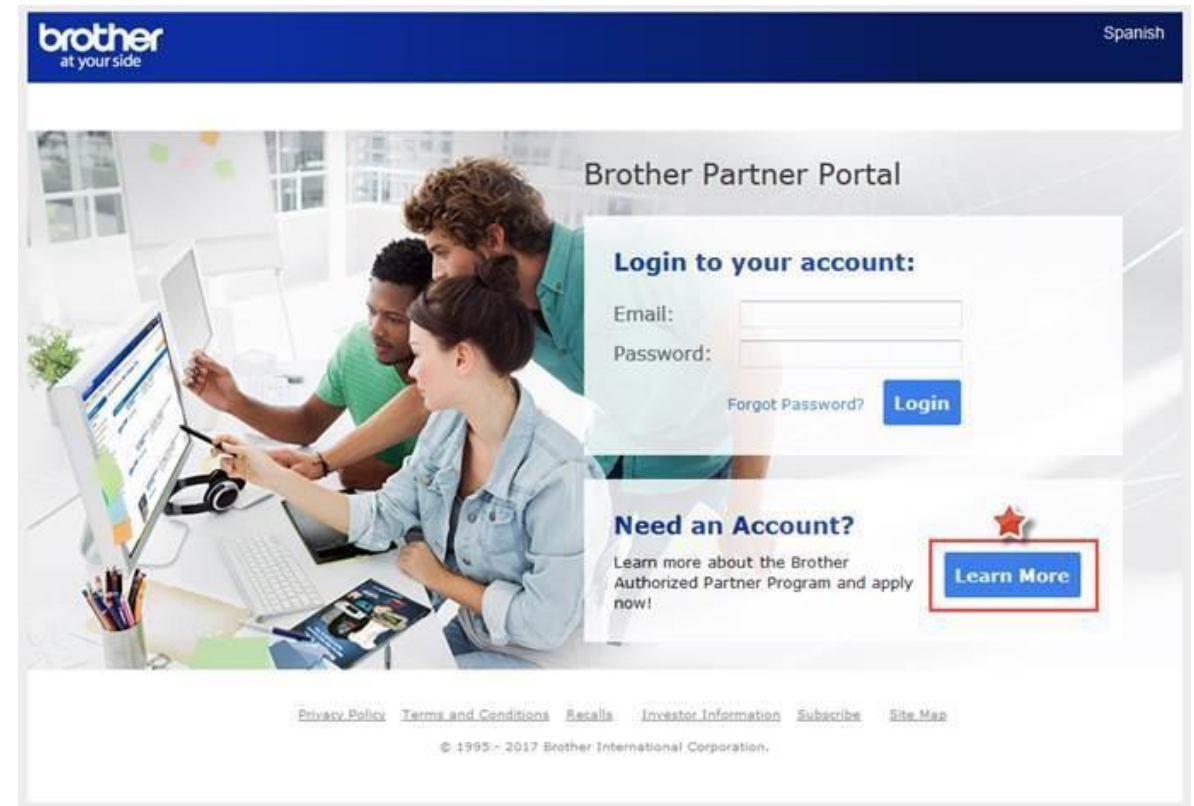 brother
at your side
Spanish
Brother Partner Portal
Login to your account:
Email:
Password:
Forgot Password?
Login
Need an Account?
Learn more about the Brother
Authorized Partner Program and apply
now!
Learn More
Privacy Policy Terms and Conditions Recalls Investor Information Subscribe Site Map
© 1995 - 2017 Brother International Corporation.